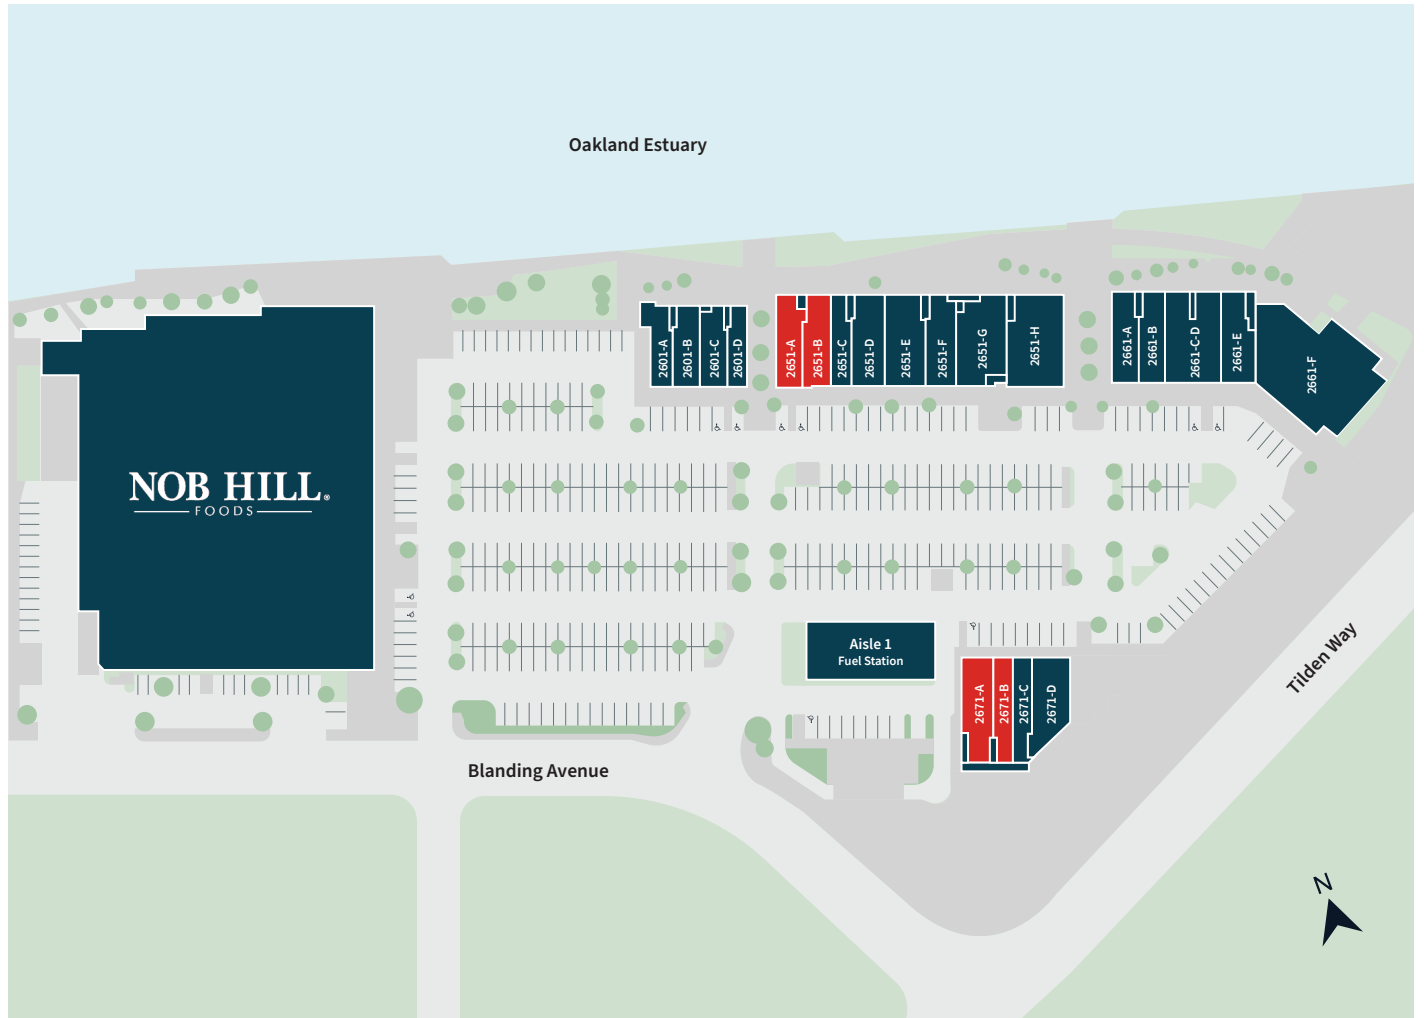 Oakland Estuary
2601-A
2601-B
2601-C
2601-D
2651-A
2651-B
2651-C
2651-D
2651-E
2651-F
2651-G
2651-H
2661-A
2661-B
2661-C-D
2661-E
2661-F
NOB HILL®
FOODS
Aisle 1
Fuel Station
2671-A
2671-B
2671-C
2671-D
Tilden Way
Blanding Avenue
N